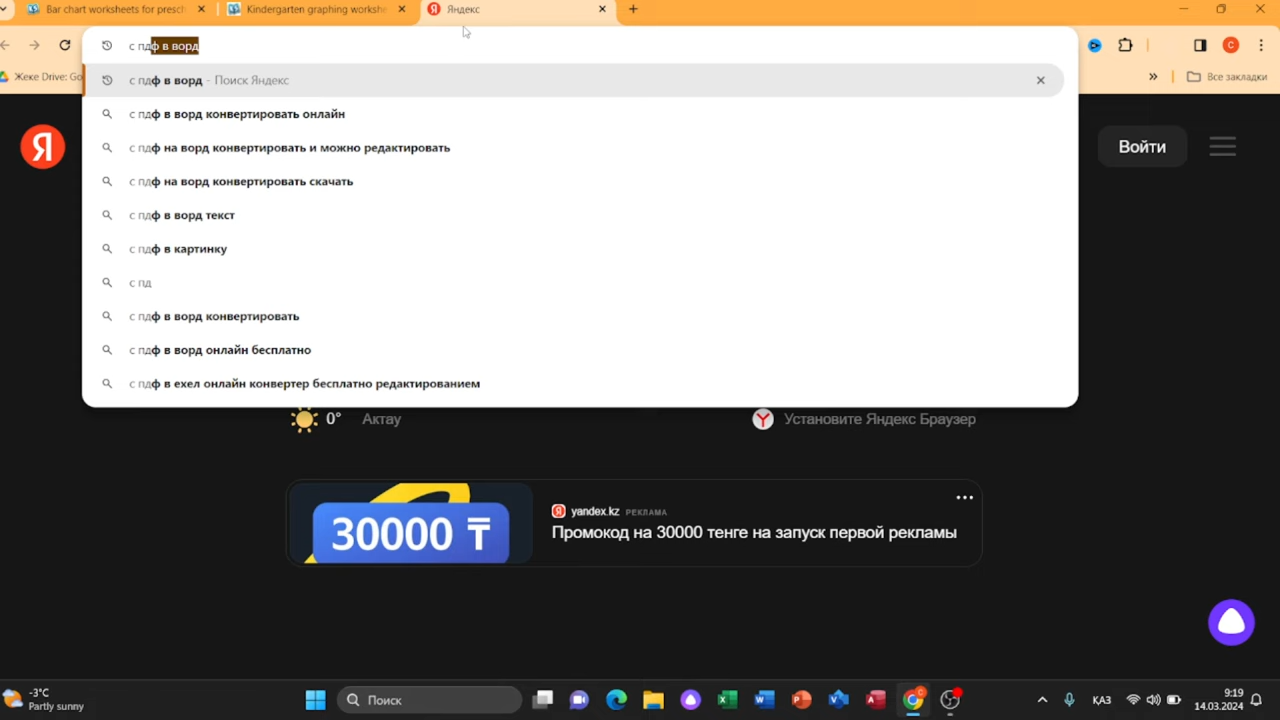 Bar chart worksheets for presch
Kindergarten graphing workshe
Яндекс
с пдф в ворд
Жеке Drive: Go
Все закладки
с пдф в ворд - Поиск Яндекс
с пдф в ворд конвертировать онлайн
с пдф на ворд конвертировать и можно редактировать
с пдф на ворд конвертировать скачать
с пдф в ворд текст
с пдф в картинку
с пд
с пдф в ворд конвертировать
с пдф в ворд онлайн бесплатно
с пдф в ехел онлайн конвертер бесплатно редактированием
Я
Войти
0° Актау
Установите Яндекс Браузер
30000 ₸
yandex.kz РЕКЛАМА
Промокод на 30000 тенге на запуск первой рекламы
-3°C
Partly sunny
Поиск
ҚАЗ
9:19
14.03.2024